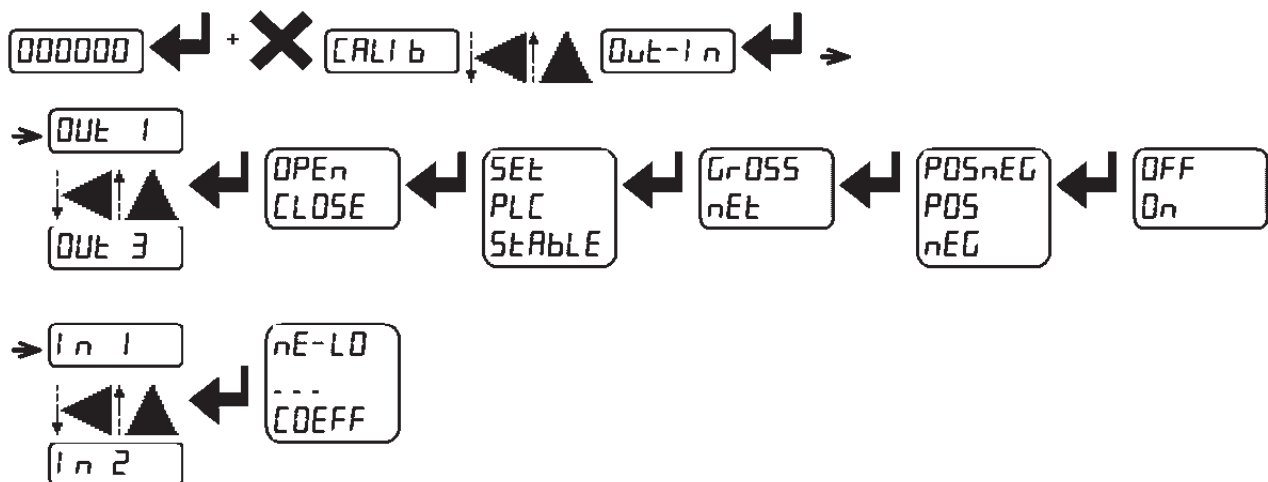 000000 + CALIb Out-In
OUt 1
OUt 3
OPEn
CLOSE
SEt
PLC
StAbLE
GrOSS
nEt
POSnEG
POS
nEG
OFF
On
In 1
In 2
nE-LO
---
COEFF